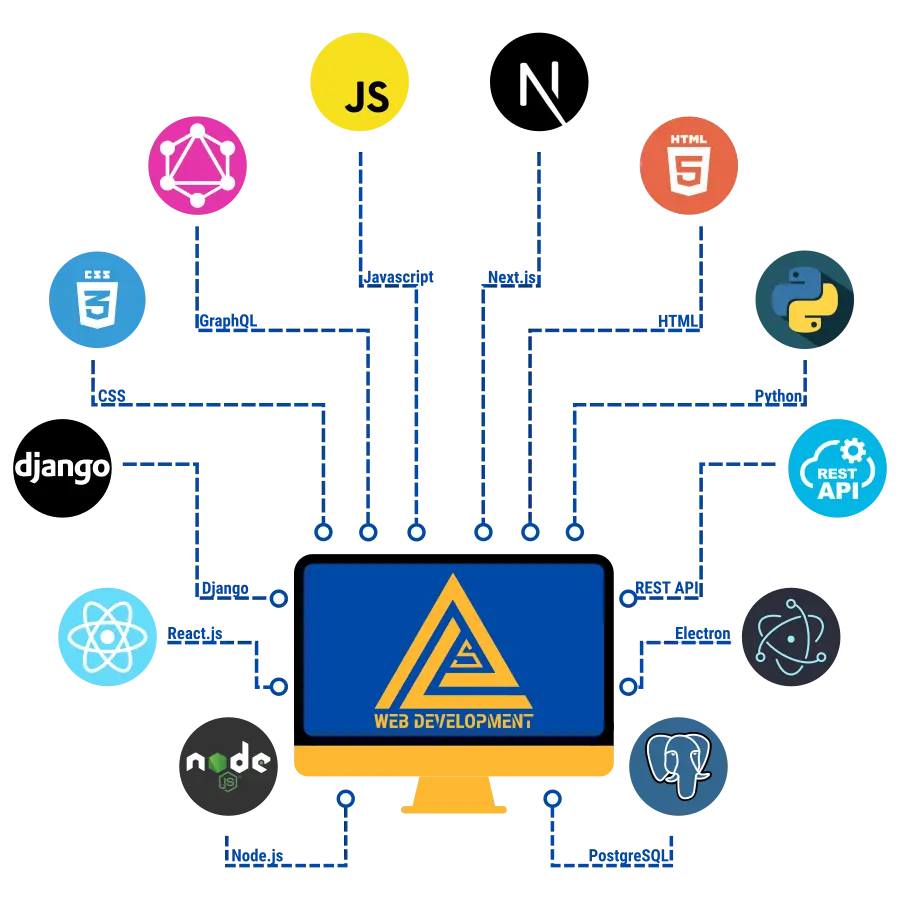 JS
N
HTML
5
CSS
3
Javascript
Next.js
GraphQL
HTML
CSS
Python
django
REST
API
Django
REST API
React.js
Electron
S
WEB DEVELOPMENT
node
JS
Node.js
PostgreSQL